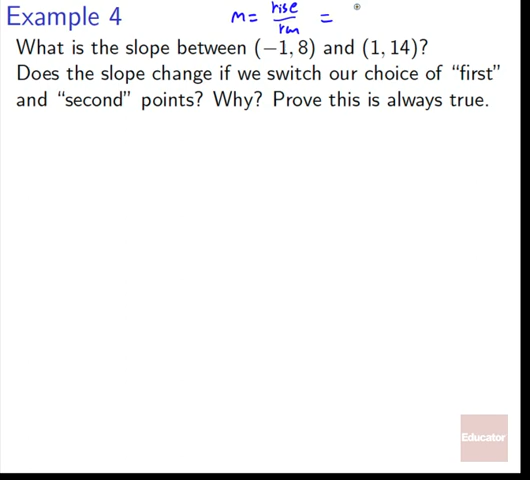 Example 4
m = rise / run =
What is the slope between (−1, 8) and (1, 14)?
Does the slope change if we switch our choice of “first”
and “second” points? Why? Prove this is always true.
Educator